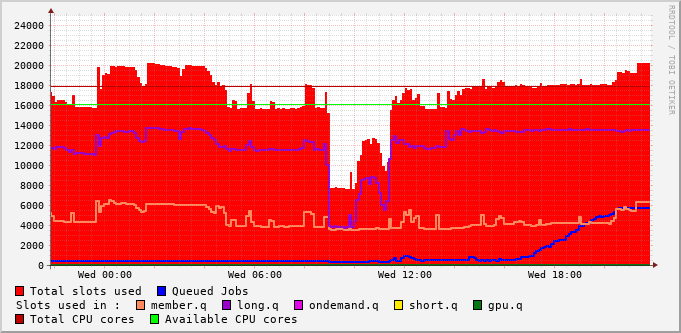 24000
22000
20000
18000
16000
14000
12000
10000
8000
6000
4000
2000
0
Wed 00:00 Wed 06:00 Wed 12:00 Wed 18:00
RRDTOOL / TOBI OETIKER
Total slots used Queued Jobs
Slots used in : member.q long.q ondemand.q short.q gpu.q
Total CPU cores Available CPU cores